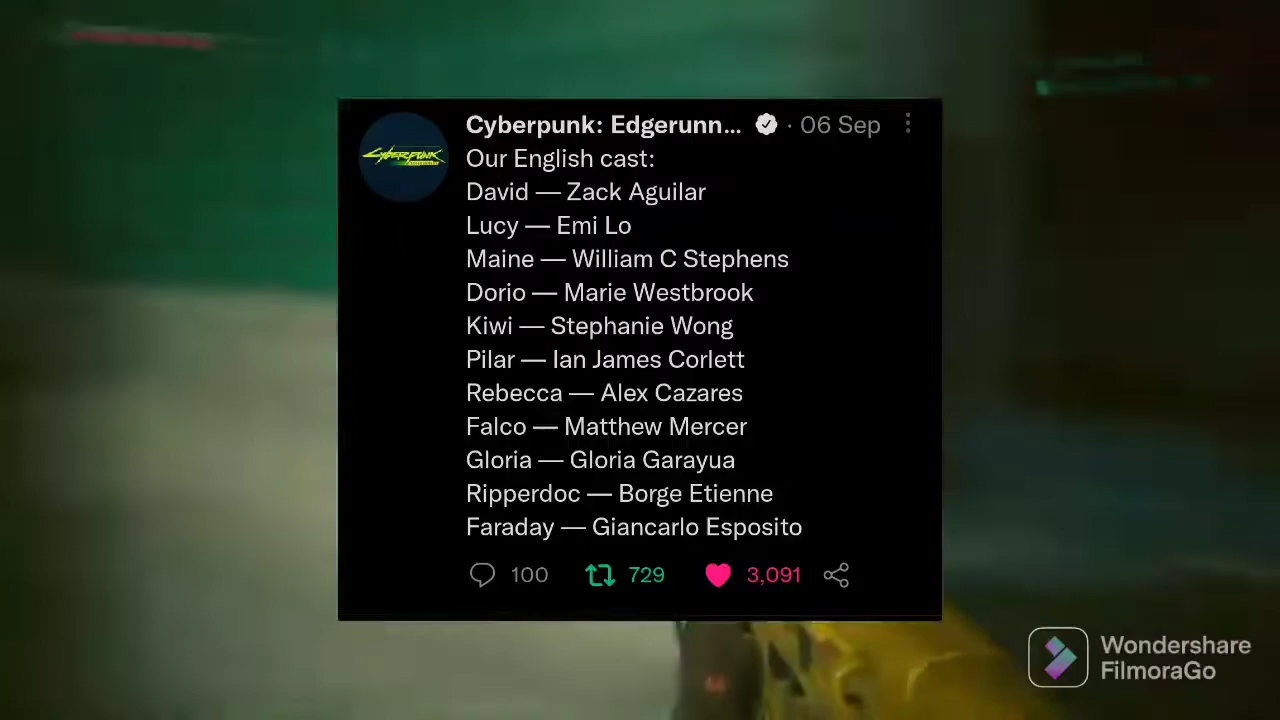 Cyberpunk: Edgerunn... · 06 Sep
CYBERPUNK
Our English cast:
David — Zack Aguilar
Lucy — Emi Lo
Maine — William C Stephens
Dorio — Marie Westbrook
Kiwi — Stephanie Wong
Pilar — Ian James Corlett
Rebecca — Alex Cazares
Falco — Matthew Mercer
Gloria — Gloria Garayua
Ripperdoc — Borge Etienne
Faraday — Giancarlo Esposito
100 729 3,091
Wondershare
FilmoraGo